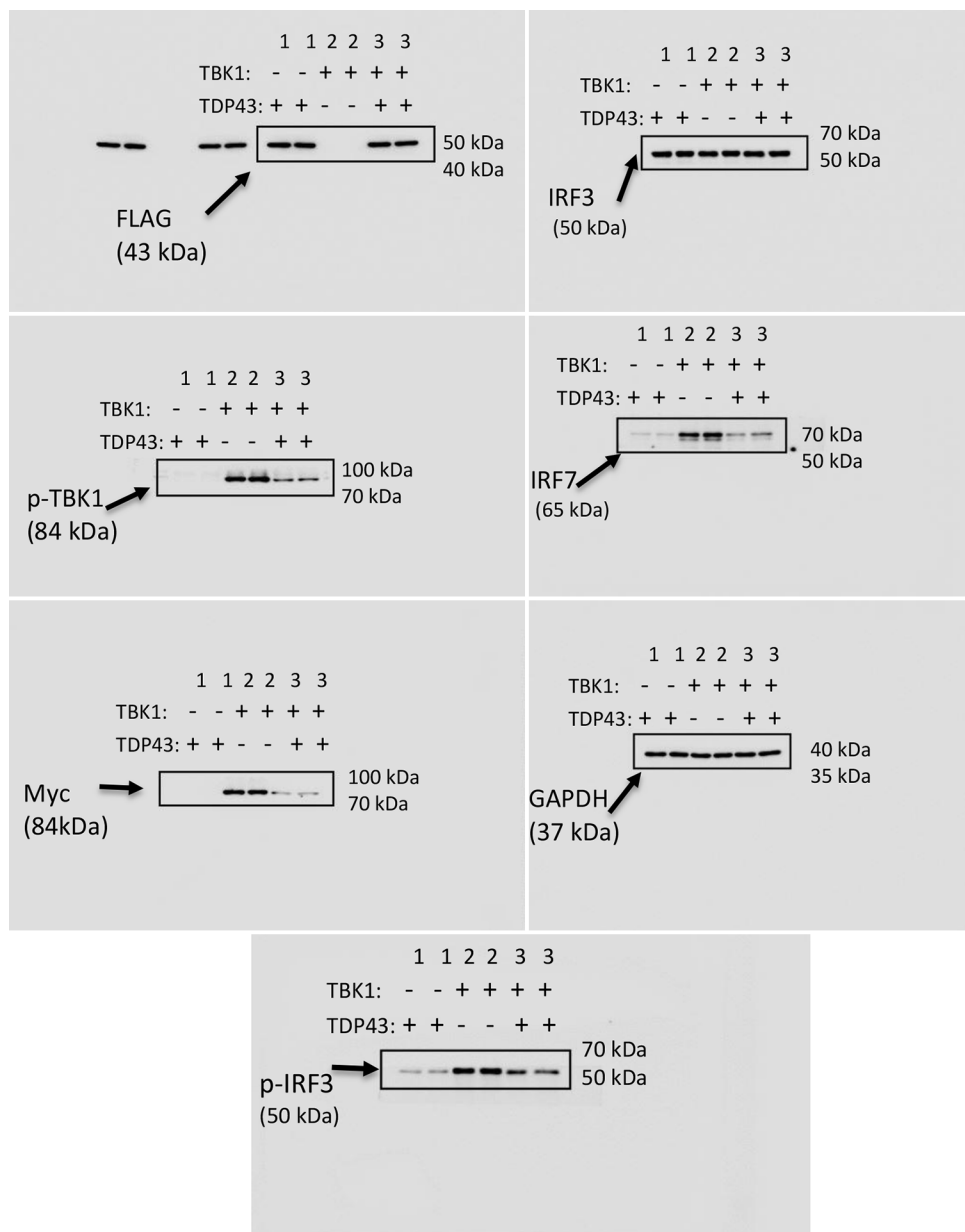 1 1 2 2 3 3
TBK1: - - + + + +
TDP43: + + - - + +
50 kDa
40 kDa
FLAG
(43 kDa)
1 1 2 2 3 3
TBK1: - - + + + +
TDP43: + + - - + +
70 kDa
50 kDa
IRF3
(50 kDa)
1 1 2 2 3 3
TBK1: - - + + + +
TDP43: + + - - + +
100 kDa
70 kDa
p-TBK1
(84 kDa)
1 1 2 2 3 3
TBK1: - - + + + +
TDP43: + + - - + +
70 kDa
50 kDa
IRF7
(65 kDa)
1 1 2 2 3 3
TBK1: - - + + + +
TDP43: + + - - + +
100 kDa
70 kDa
Myc
(84kDa)
1 1 2 2 3 3
TBK1: - - + + + +
TDP43: + + - - + +
40 kDa
35 kDa
GAPDH
(37 kDa)
1 1 2 2 3 3
TBK1: - - + + + +
TDP43: + + - - + +
70 kDa
50 kDa
p-IRF3
(50 kDa)